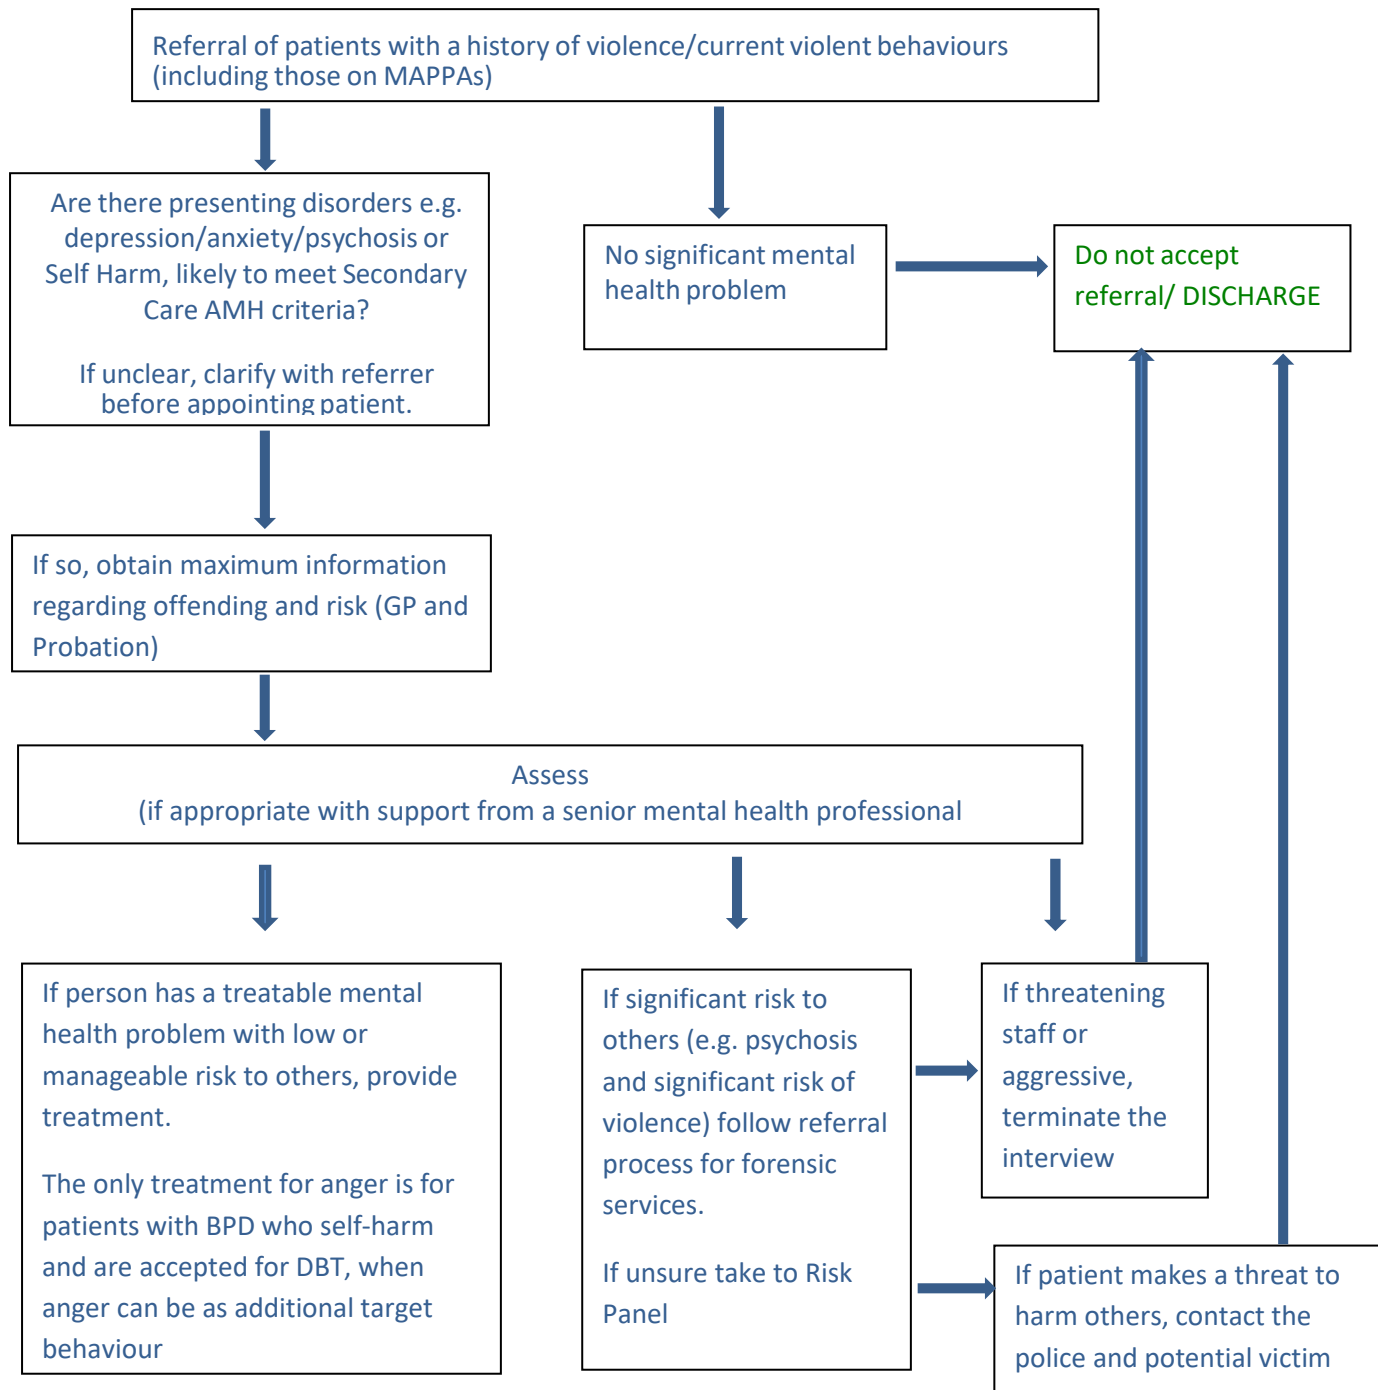 Referral of patients with a history of violence/current violent behaviours
(including those on MAPPAs)
Are there presenting disorders e.g.
depression/anxiety/psychosis or
Self Harm, likely to meet Secondary
Care AMH criteria?
If unclear, clarify with referrer
before appointing patient.
No significant mental
health problem
Do not accept
referral/ DISCHARGE
If so, obtain maximum information
regarding offending and risk (GP and
Probation)
Assess
(if appropriate with support from a senior mental health professional
If person has a treatable mental
health problem with low or
manageable risk to others, provide
treatment.
The only treatment for anger is for
patients with BPD who self-harm
and are accepted for DBT, when
anger can be as additional target
behaviour
If significant risk to
others (e.g. psychosis
and significant risk of
violence) follow referral
process for forensic
services.
If unsure take to Risk
Panel
If threatening
staff or
aggressive,
terminate the
interview
If patient makes a threat to
harm others, contact the
police and potential victim